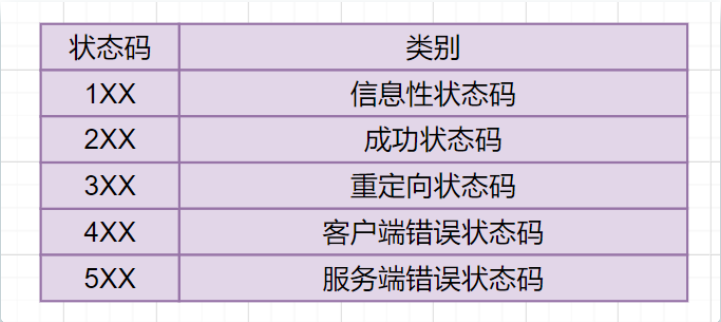 状态码 类别
1XX 信息性状态码
2XX 成功状态码
3XX 重定向状态码
4XX 客户端错误状态码
5XX 服务端错误状态码